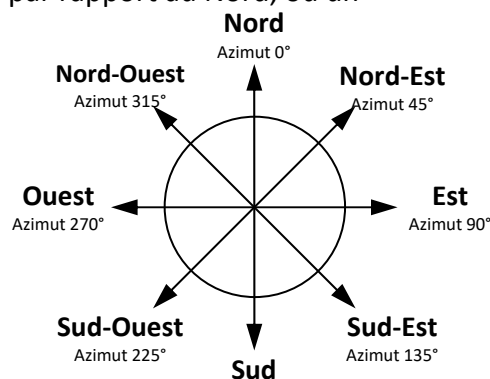 par rapport au Nord, ou un
Nord
Azimut 0°
Nord-Ouest
Azimut 315°
Nord-Est
Azimut 45°
Ouest
Azimut 270°
Est
Azimut 90°
Sud-Ouest
Azimut 225°
Sud-Est
Azimut 135°
Sud